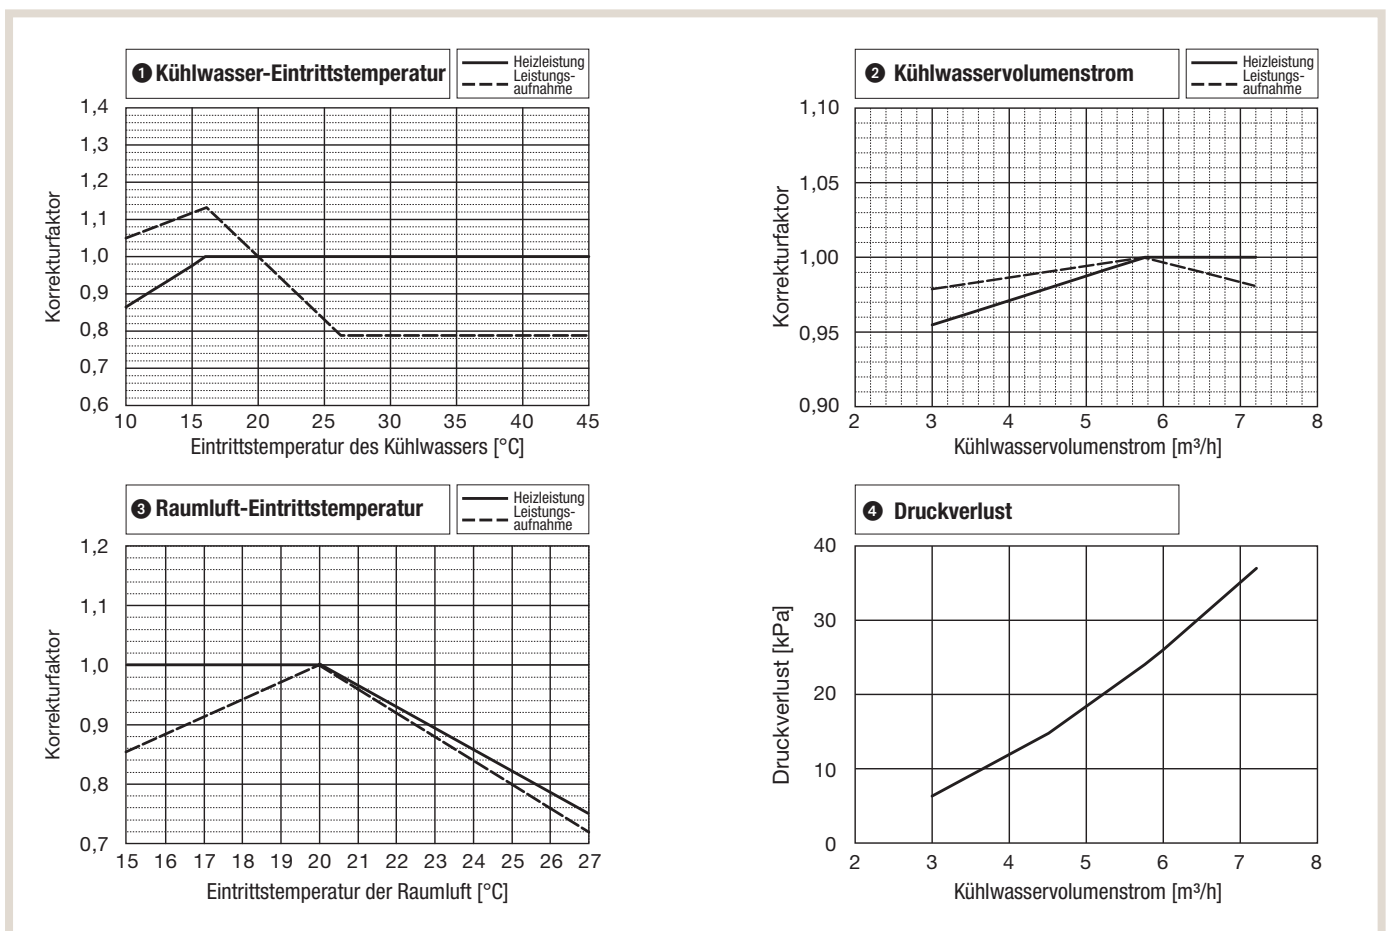 ❶ Kühlwasser-Eintrittstemperatur
Heizleistung
Leistungs-
aufnahme
1,4
1,3
1,2
1,1
1,0
0,9
0,8
0,7
0,6
Korrekturfaktor
10 15 20 25 30 35 40 45
Eintrittstemperatur des Kühlwassers [°C]
❷ Kühlwasservolumenstrom
Heizleistung
Leistungs-
aufnahme
1,10
1,05
1,00
0,95
0,90
Korrekturfaktor
2 3 4 5 6 7 8
Kühlwasservolumenstrom [m³/h]
❸ Raumluft-Eintrittstemperatur
Heizleistung
Leistungs-
aufnahme
1,2
1,1
1,0
0,9
0,8
0,7
Korrekturfaktor
15 16 17 18 19 20 21 22 23 24 25 26 27
Eintrittstemperatur der Raumluft [°C]
❹ Druckverlust
40
30
20
10
0
Druckverlust [kPa]
2 3 4 5 6 7 8
Kühlwasservolumenstrom [m³/h]